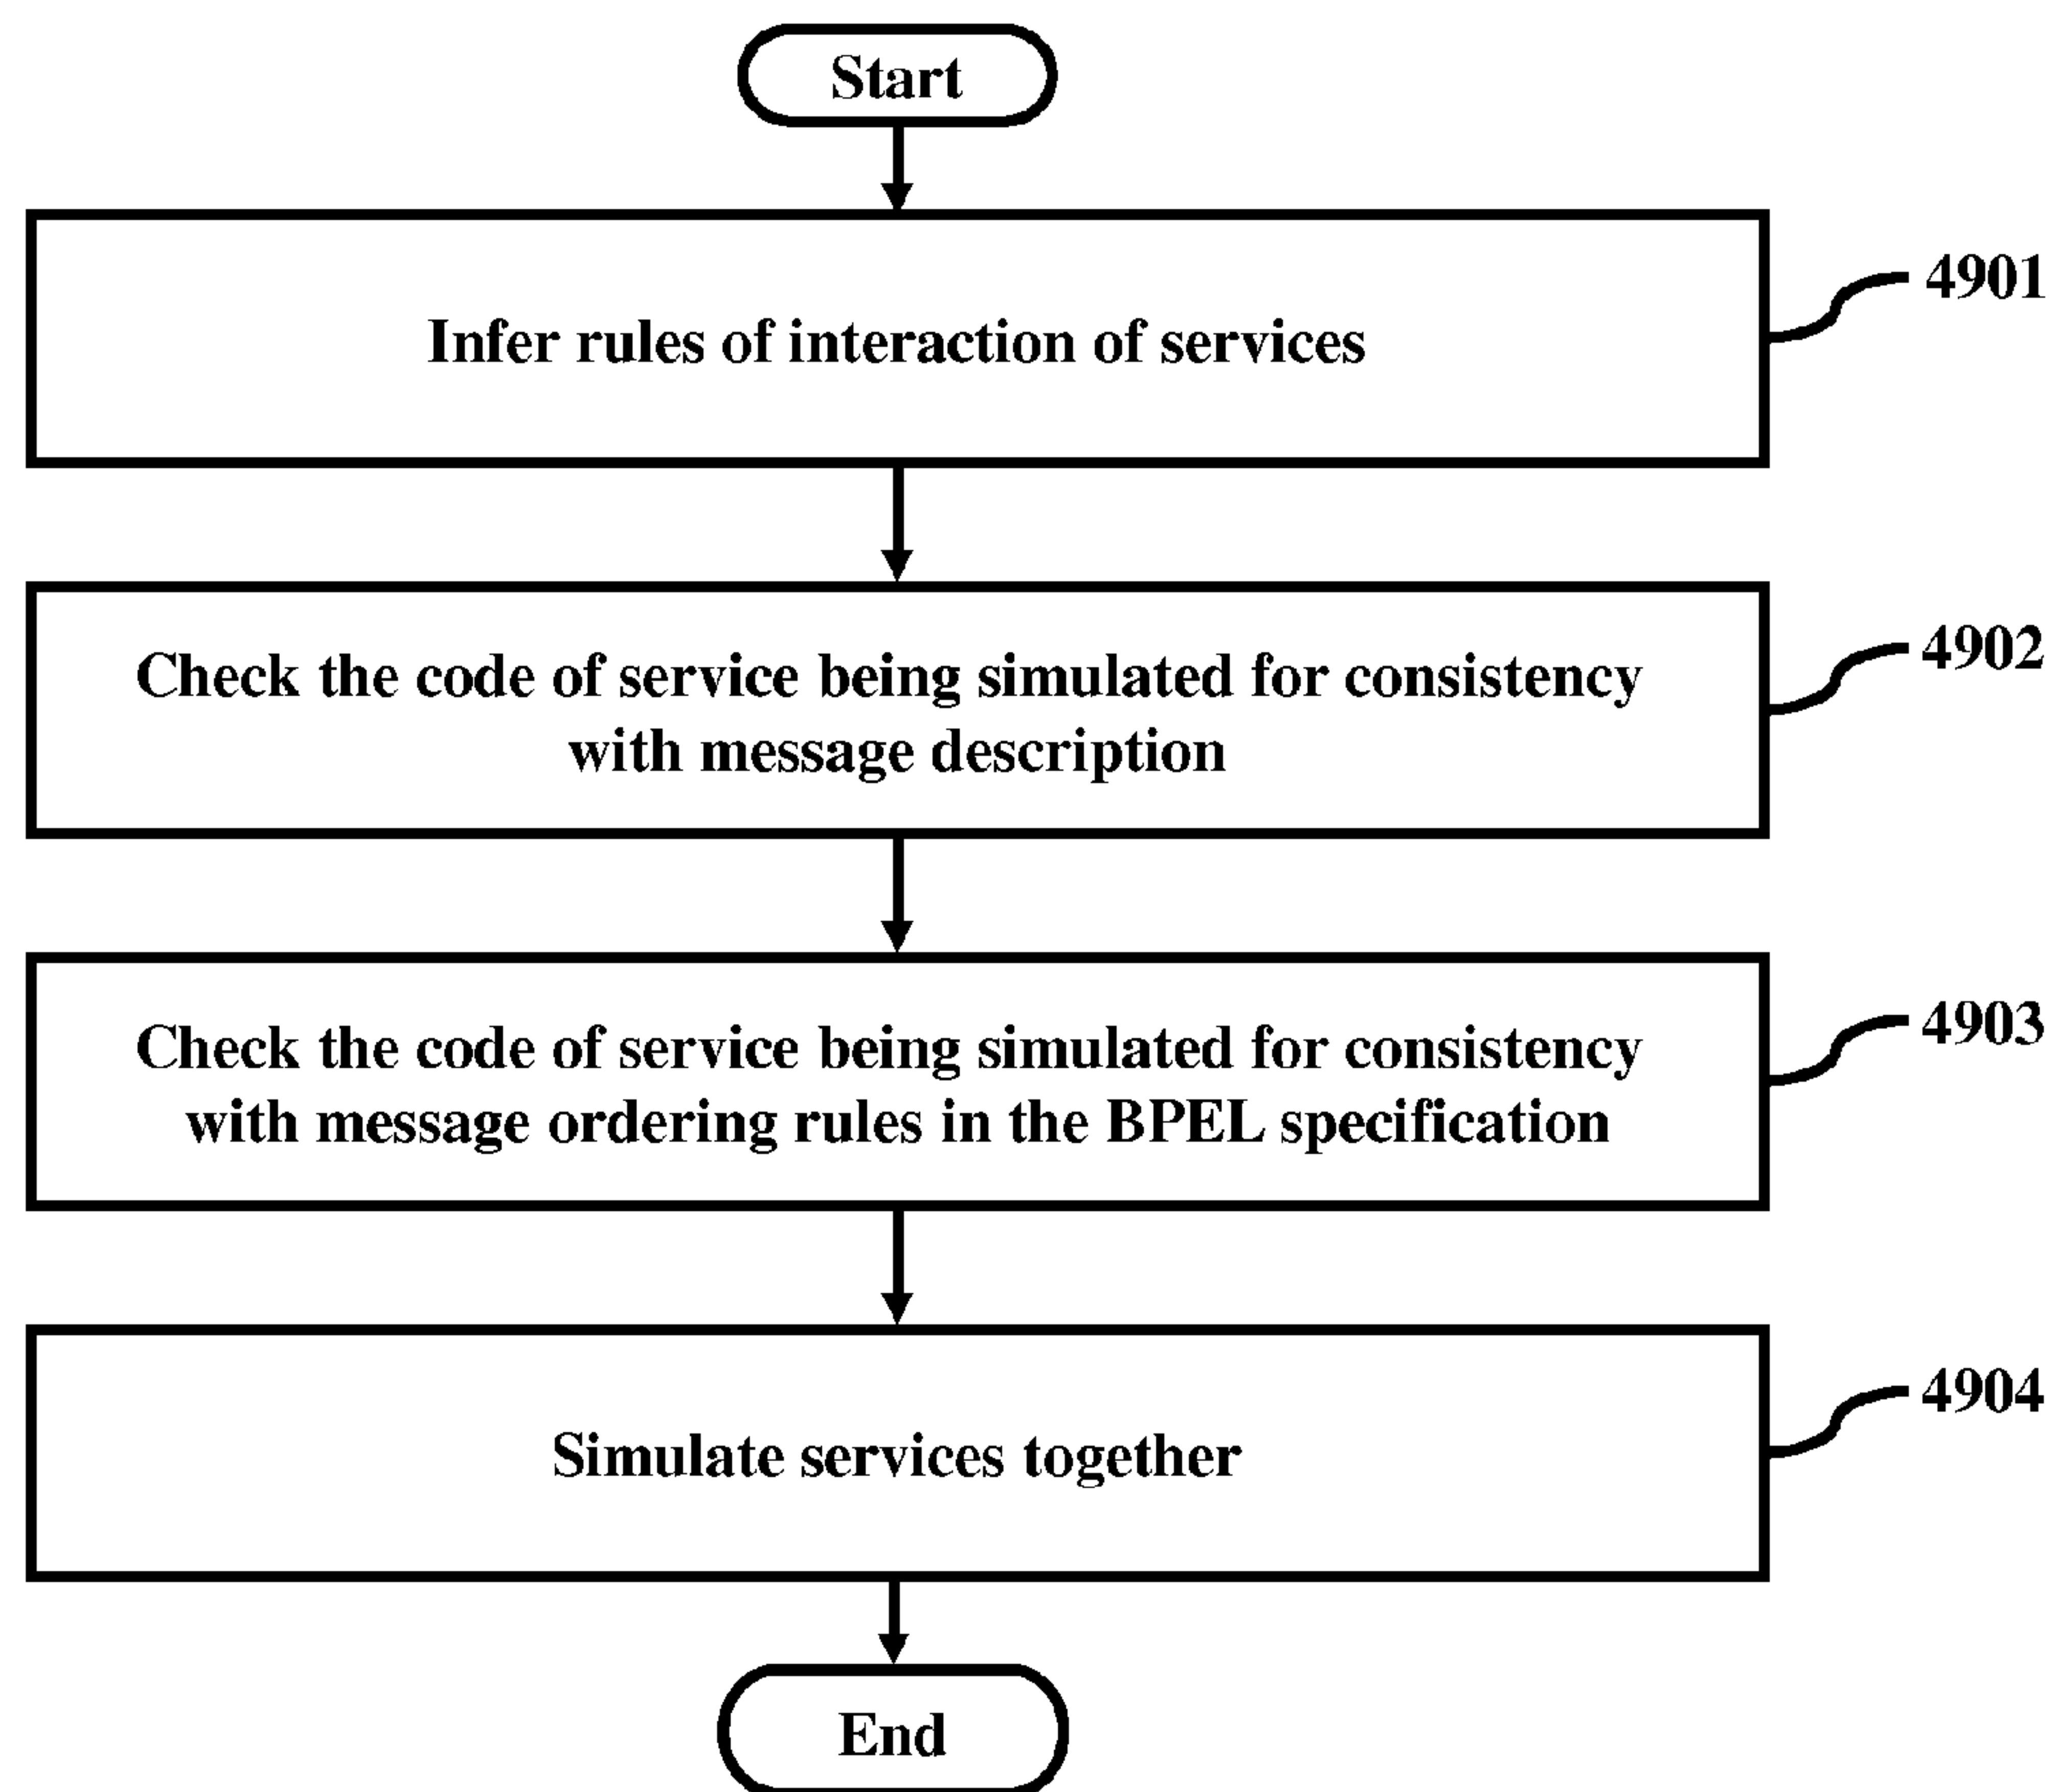 Start
Infer rules of interaction of services
4901
Check the code of service being simulated for consistency
with message description
4902
Check the code of service being simulated for consistency
with message ordering rules in the BPEL specification
4903
Simulate services together
4904
End